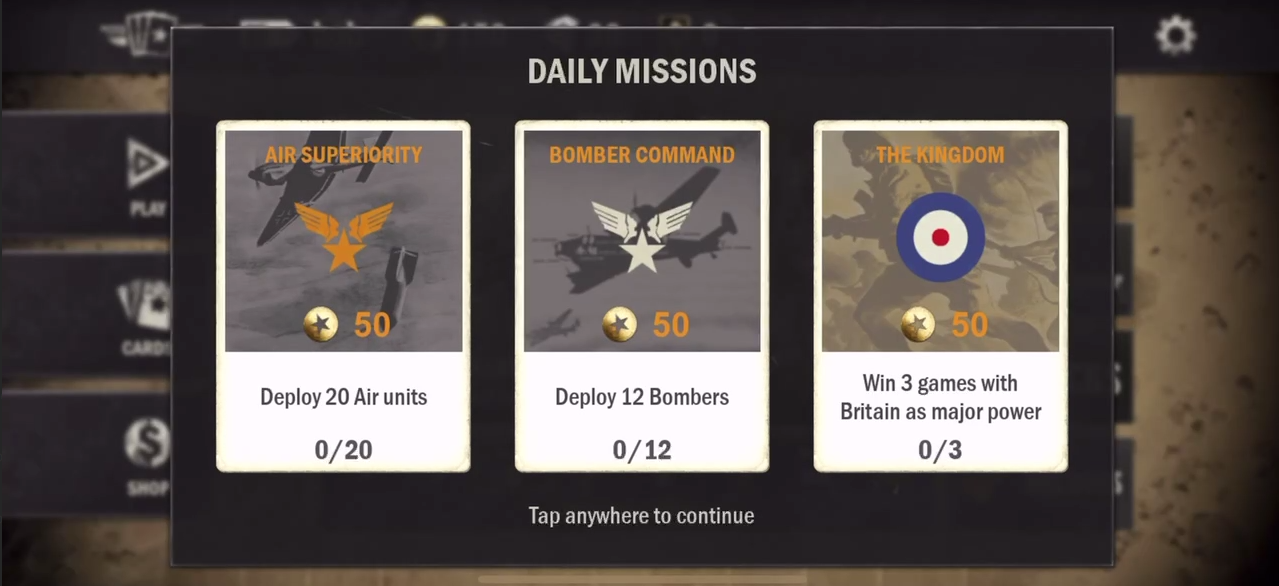 DAILY MISSIONS
AIR SUPERIORITY
50
Deploy 20 Air units
0/20
BOMBER COMMAND
50
Deploy 12 Bombers
0/12
THE KINGDOM
50
Win 3 games with
Britain as major power
0/3
Tap anywhere to continue
PLAY
CARDS
SHOP